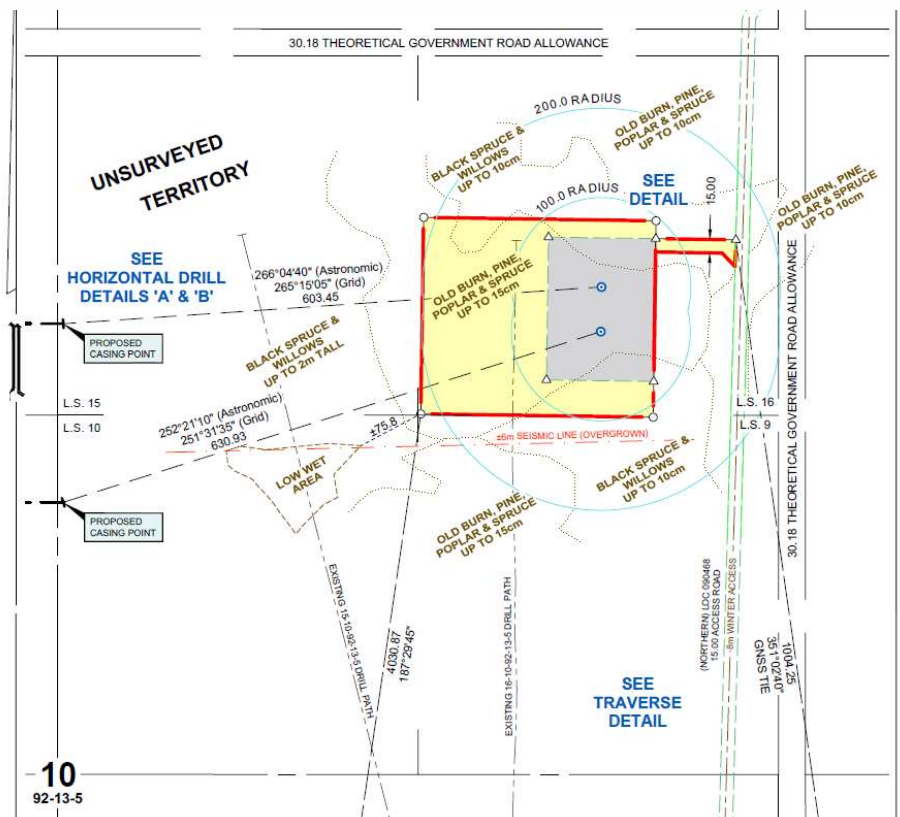 30.18 THEORETICAL GOVERNMENT ROAD ALLOWANCE
200.0 RADIUS
OLD BURN, PINE,
POPLAR & SPRUCE
UP TO 10cm
BLACK SPRUCE &
WILLOWS
UP TO 10cm
UNSURVEYED
TERRITORY
100.0 RADIUS
SEE
DETAIL
15.00
OLD BURN, PINE,
POPLAR & SPRUCE
UP TO 10cm
SEE
HORIZONTAL DRILL
DETAILS 'A' & 'B'
266°04'40" (Astronomic)
265°15'05" (Grid)
603.45
OLD BURN, PINE,
POPLAR & SPRUCE
UP TO 15cm
30.18 THEORETICAL GOVERNMENT ROAD ALLOWANCE
PROPOSED
CASING POINT
BLACK SPRUCE &
WILLOWS
UP TO 2m TALL
L.S. 15
L.S. 10
L.S. 16
L.S. 9
252°21'10" (Astronomic)
251°31'35" (Grid)
630.93
±75.8
±6m SEISMIC LINE (OVERGROWN)
LOW WET
AREA
BLACK SPRUCE &
WILLOWS
UP TO 10cm
PROPOSED
CASING POINT
OLD BURN, PINE,
POPLAR & SPRUCE
UP TO 15cm
EXISTING 15-10-92-13-5 DRILL PATH
4030.87
187°29'45"
EXISTING 16-10-92-13-5 DRILL PATH
(NORTHERN) LOC 090468
15.00 ACCESS ROAD
-8m WINTER ACCESS
1004.25
351°02'40"
GNSS TIE
SEE
TRAVERSE
DETAIL
10
92-13-5